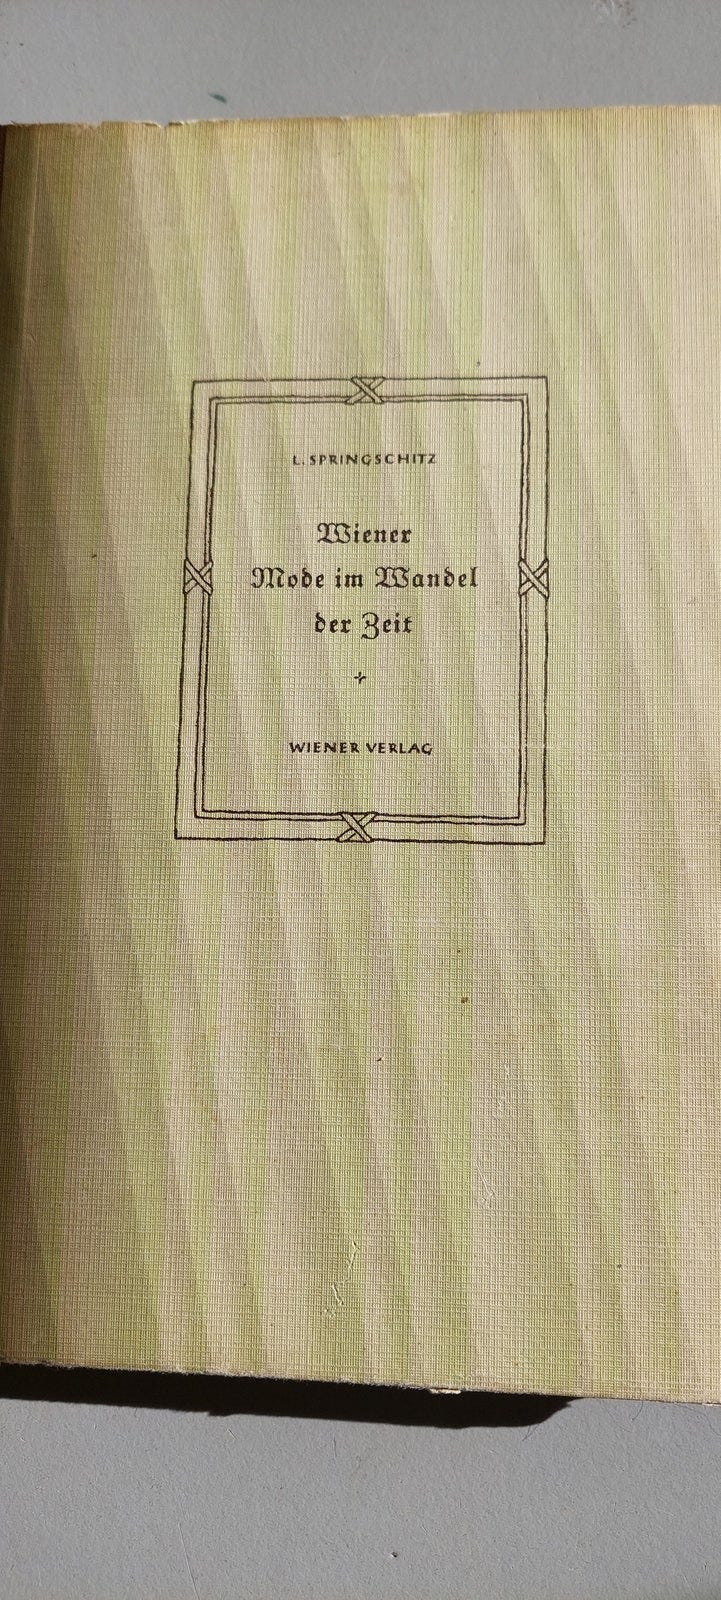 L. SPRINGSCHITZ
Wiener
Mode im Wandel
der Zeit
WIENER VERLAG